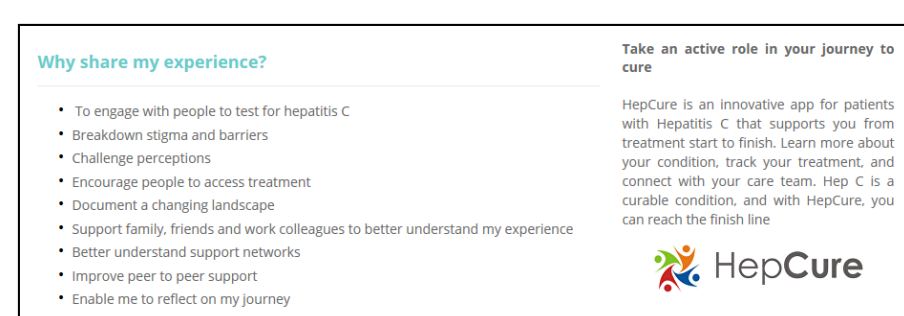 Why share my experience?
• To engage with people to test for hepatitis C
• Breakdown stigma and barriers
• Challenge perceptions
• Encourage people to access treatment
• Document a changing landscape
• Support family, friends and work colleagues to better understand my experience
• Better understand support networks
• Improve peer to peer support
• Enable me to reflect on my journey
Take an active role in your journey to
cure
HepCure is an innovative app for patients
with Hepatitis C that supports you from
treatment start to finish. Learn more about
your condition, track your treatment, and
connect with your care team. Hep C is a
curable condition, and with HepCure, you
can reach the finish line
HepCure